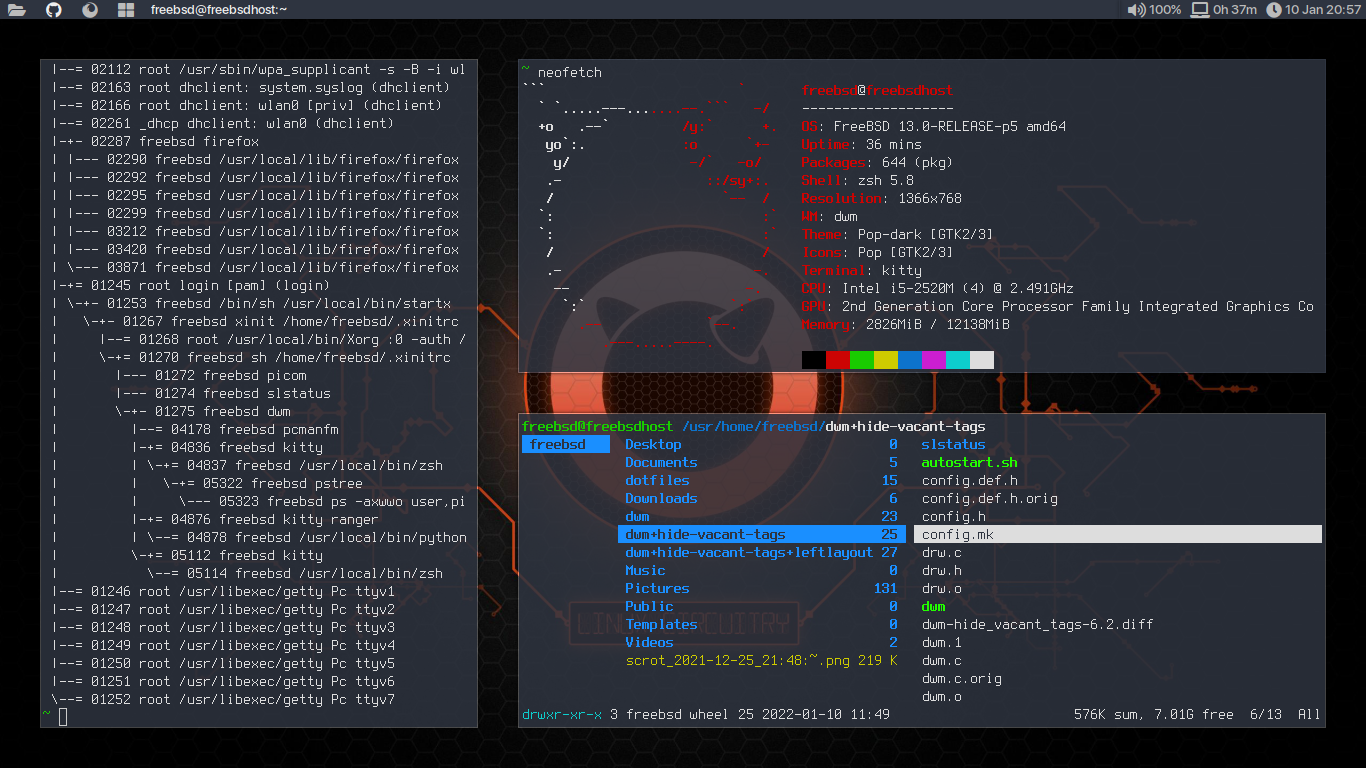 freebsd@freebsdhost:~
100% 0h 37m 10 Jan 20:57
|--= 02112 root /usr/sbin/wpa_supplicant -s -B -i wl
|--= 02163 root dhclient: system.syslog (dhclient)
|--= 02166 root dhclient: wlan0 [priv] (dhclient)
|--= 02261 _dhcp dhclient: wlan0 (dhclient)
|-+- 02287 freebsd firefox
| |--- 02290 freebsd /usr/local/lib/firefox/firefox
| |--- 02292 freebsd /usr/local/lib/firefox/firefox
| |--- 02295 freebsd /usr/local/lib/firefox/firefox
| |--- 02299 freebsd /usr/local/lib/firefox/firefox
| |--- 03212 freebsd /usr/local/lib/firefox/firefox
| |--- 03420 freebsd /usr/local/lib/firefox/firefox
| \--- 03871 freebsd /usr/local/lib/firefox/firefox
|-+= 01245 root login [pam] (login)
| \-+- 01253 freebsd /bin/sh /usr/local/bin/startx
|   \-+- 01267 freebsd xinit /home/freebsd/.xinitrc
|     |--= 01268 root /usr/local/bin/Xorg :0 -auth /
|     \-+= 01270 freebsd sh /home/freebsd/.xinitrc
|       |--- 01272 freebsd picom
|       |--- 01274 freebsd slstatus
|       \-+- 01275 freebsd dwm
|         |--= 04178 freebsd pcmanfm
|         |-+= 04836 freebsd kitty
|         | \-+= 04837 freebsd /usr/local/bin/zsh
|         |   \-+= 05322 freebsd pstree
|         |     \--- 05323 freebsd ps -axwwo user,pi
|         |-+= 04876 freebsd kitty ranger
|         | \--= 04878 freebsd /usr/local/bin/python
|         \-+= 05112 freebsd kitty
|           \--= 05114 freebsd /usr/local/bin/zsh
|--= 01246 root /usr/libexec/getty Pc ttyv1
|--= 01247 root /usr/libexec/getty Pc ttyv2
|--= 01248 root /usr/libexec/getty Pc ttyv3
|--= 01249 root /usr/libexec/getty Pc ttyv4
|--= 01250 root /usr/libexec/getty Pc ttyv5
|--= 01251 root /usr/libexec/getty Pc ttyv6
\--= 01252 root /usr/libexec/getty Pc ttyv7
~
~ neofetch
freebsd@freebsdhost
-------------------
OS: FreeBSD 13.0-RELEASE-p5 amd64
Uptime: 36 mins
Packages: 644 (pkg)
Shell: zsh 5.8
Resolution: 1366x768
WM: dwm
Theme: Pop-dark [GTK2/3]
Icons: Pop [GTK2/3]
Terminal: kitty
CPU: Intel i5-2520M (4) @ 2.491GHz
GPU: 2nd Generation Core Processor Family Integrated Graphics Co
Memory: 2826MiB / 12138MiB
freebsd@freebsdhost /usr/home/freebsd/dwm+hide-vacant-tags
freebsd
Desktop 0
Documents 5
dotfiles 15
Downloads 6
dwm 23
dwm+hide-vacant-tags 25
dwm+hide-vacant-tags+leftlayout 27
Music 0
Pictures 131
Public 0
Templates 0
Videos 2
scrot_2021-12-25_21:48:~.png 219 K
slstatus
autostart.sh
config.def.h
config.def.h.orig
config.h
config.mk
drw.c
drw.h
drw.o
dwm
dwm-hide_vacant_tags-6.2.diff
dwm.1
dwm.c
dwm.c.orig
dwm.o
drwxr-xr-x 3 freebsd wheel 25 2022-01-10 11:49
576K sum, 7.01G free 6/13 All